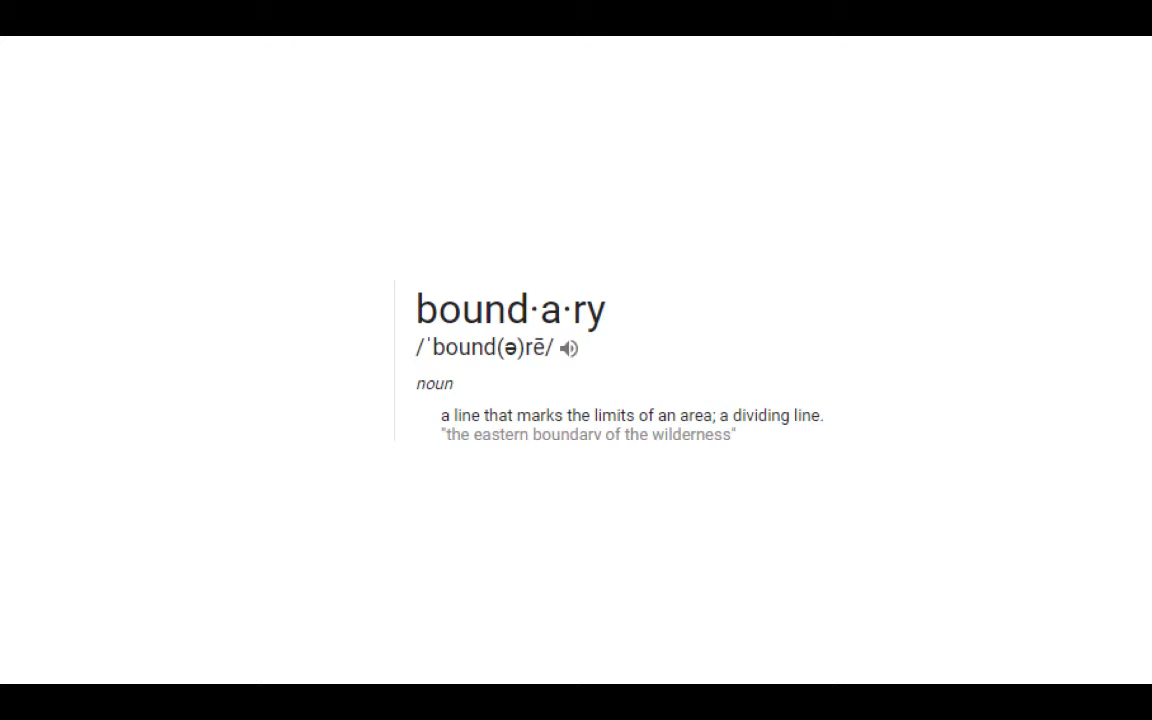 bound·a·ry
/ˈbound(ə)rē/
noun
a line that marks the limits of an area; a dividing line.
"the eastern boundary of the wilderness"